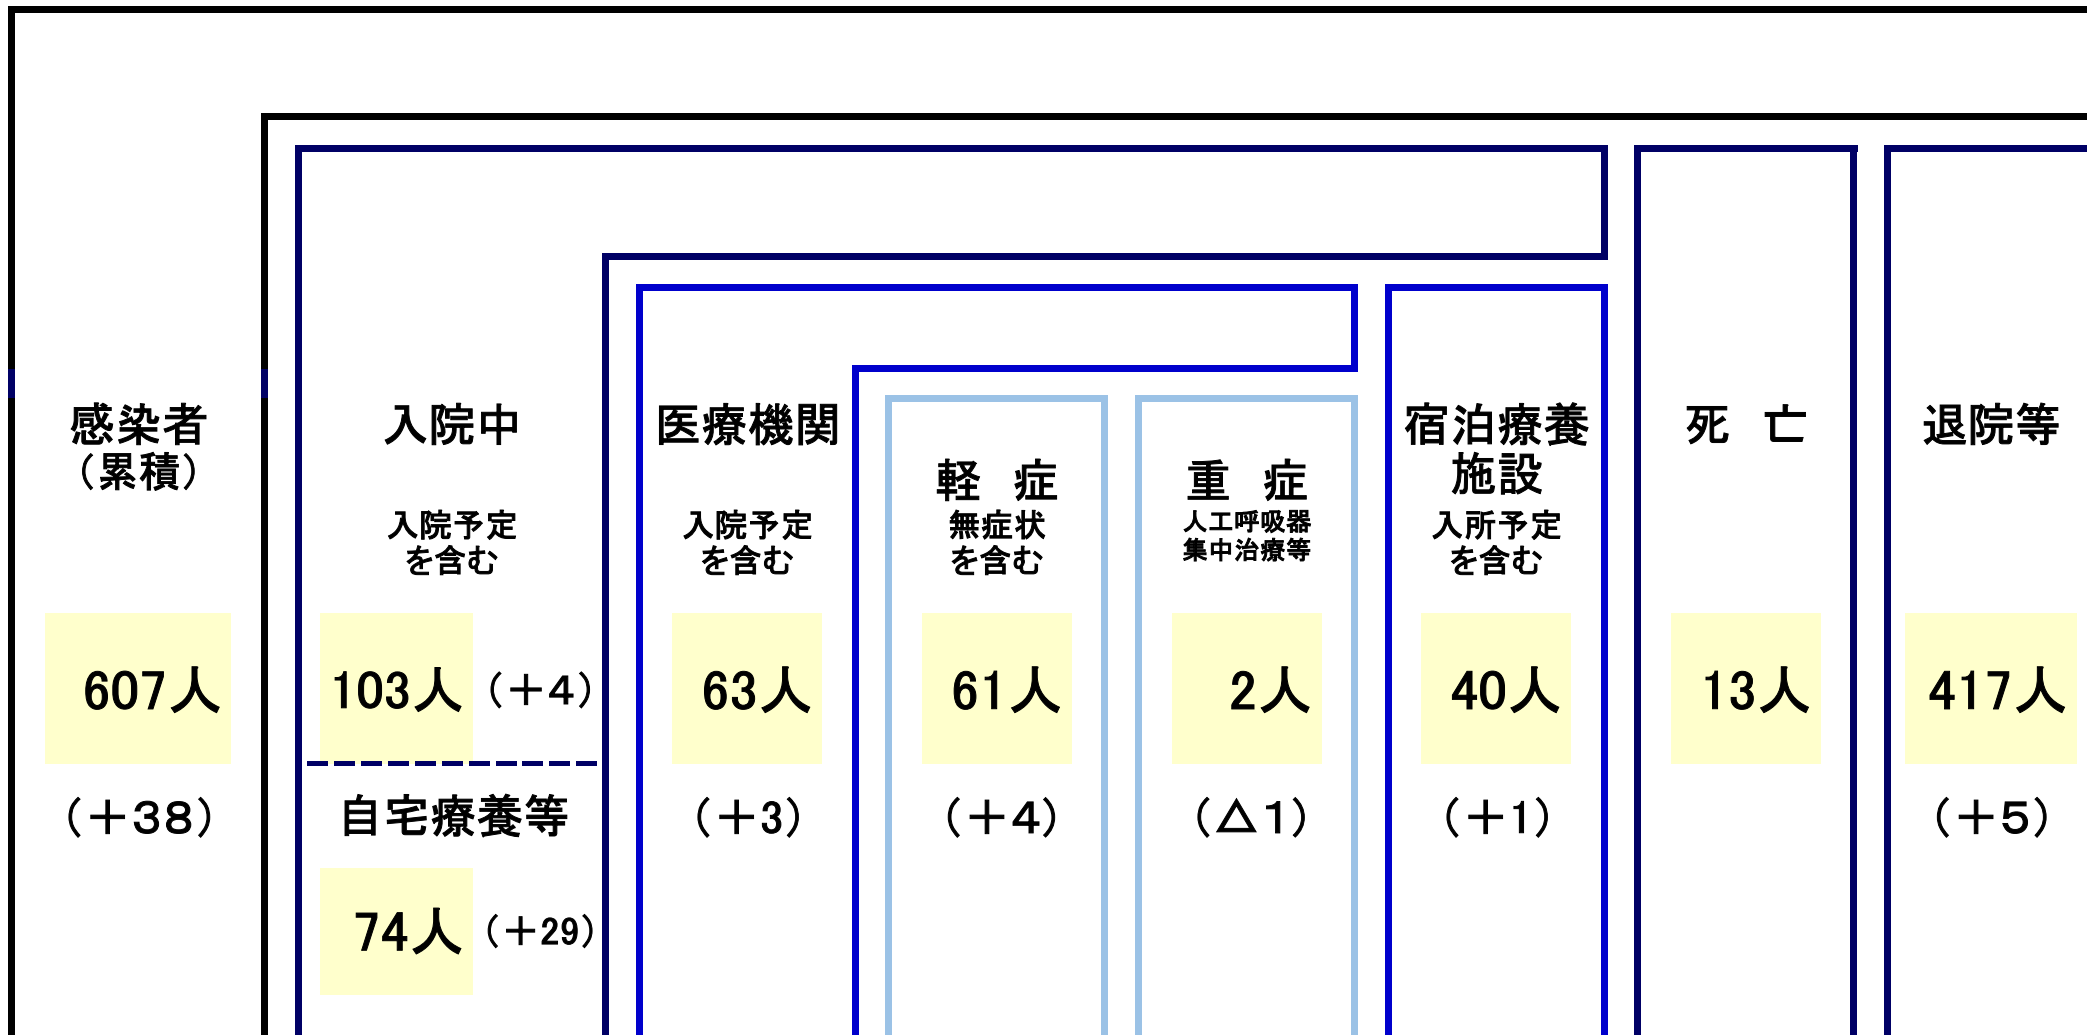 感染者
（累積）
607人
（＋38）
入院中
入院予定
を含む
103人（＋4）
自宅療養等
74人（＋29）
医療機関
入院予定
を含む
63人
（＋3）
軽 症
無症状
を含む
61人
（＋4）
重 症
人工呼吸器
集中治療等
2人
（△1）
宿泊療養
施設
入所予定
を含む
40人
（＋1）
死 亡
13人
退院等
417人
（＋5）